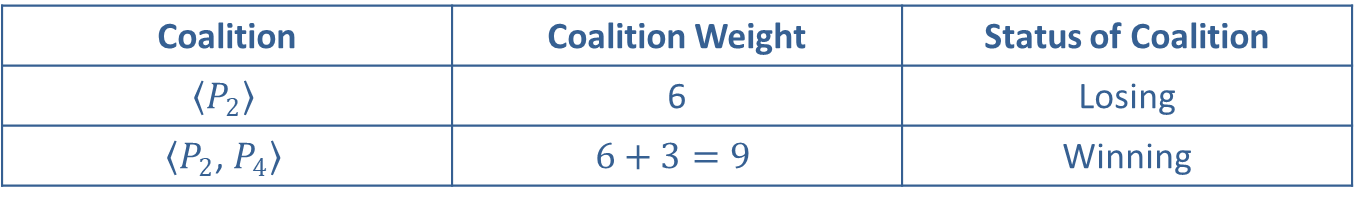 Coalition Coalition Weight Status of Coalition
⟨P₂⟩ 6 Losing
⟨P₂, P₄⟩ 6 + 3 = 9 Winning